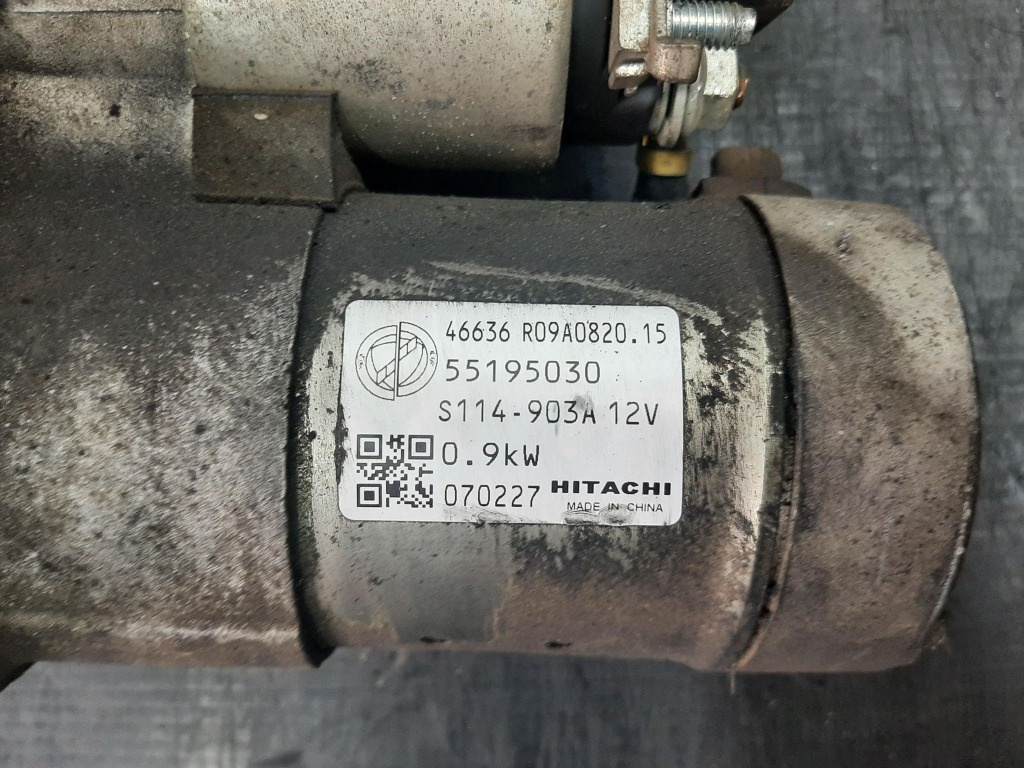 46636 R09A0820.15
55195030
S114-903A 12V
0.9kW
070227 HITACHI
MADE IN CHINA